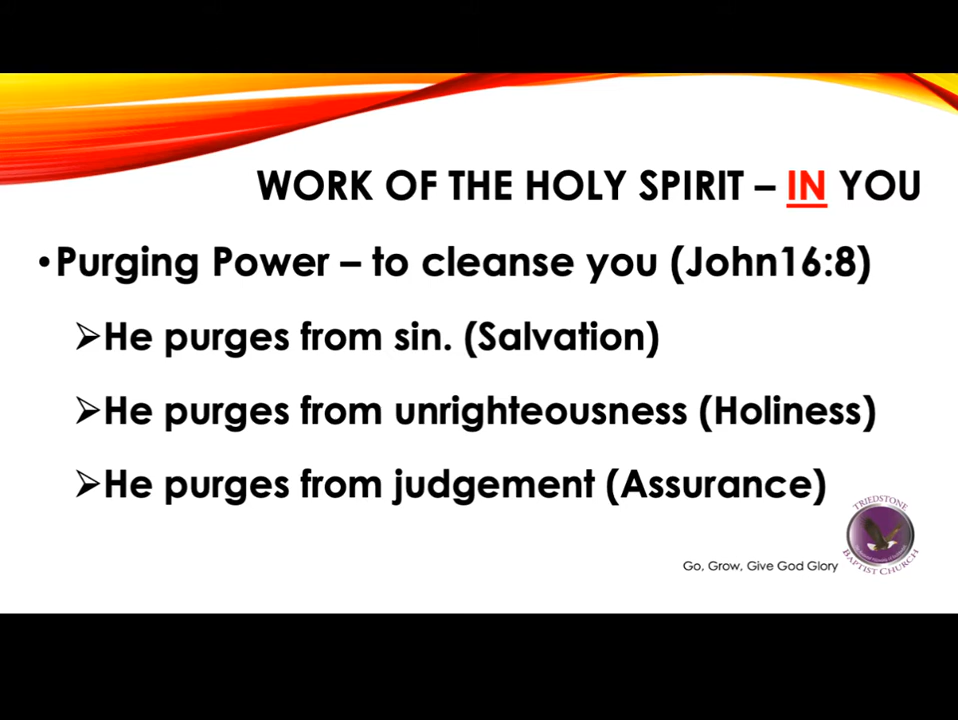 WORK OF THE HOLY SPIRIT – IN YOU
•Purging Power – to cleanse you (John16:8)
➢He purges from sin. (Salvation)
➢He purges from unrighteousness (Holiness)
➢He purges from judgement (Assurance)
TRIEDSTONE
BAPTIST CHURCH
Go, Grow, Give God Glory